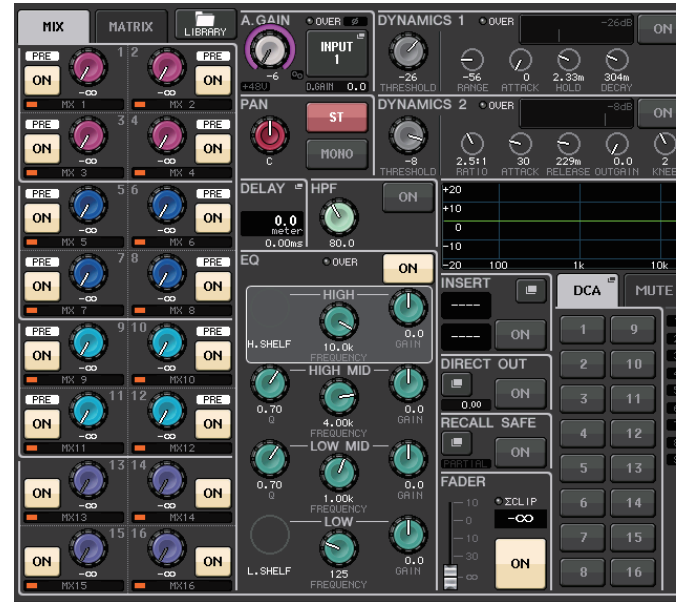 MIX MATRIX LIBRARY
PRE 1 2 PRE
ON ON
-∞ -∞
MX 1 MX 2
PRE 3 4 PRE
ON ON
-∞ -∞
MX 3 MX 4
PRE 5 6 PRE
ON ON
-∞ -∞
MX 5 MX 6
PRE 7 8 PRE
ON ON
-∞ -∞
MX 7 MX 8
PRE 9 10 PRE
ON ON
-∞ -∞
MX 9 MX10
PRE 11 12 PRE
ON ON
-∞ -∞
MX11 MX12
13 14
ON ON
-∞ -∞
MX13 MX14
15 16
ON ON
-∞ -∞
MX15 MX16
A.GAIN OVER ø
INPUT
1
-6
+48V D.GAIN 0.0
PAN
ST
MONO
C
DELAY
0.0
meter
0.00ms
HPF
ON
80.0
EQ OVER ON
HIGH
H.SHELF 10.0k 0.0
FREQUENCY GAIN
HIGH MID
0.70 4.00k 0.0
Q FREQUENCY GAIN
LOW MID
0.70 1.00k 0.0
Q FREQUENCY GAIN
LOW
L.SHELF 125 0.0
FREQUENCY GAIN
DYNAMICS 1 OVER -26dB ON
-26 -56 0 2.33m 304m
THRESHOLD RANGE ATTACK HOLD DECAY
DYNAMICS 2 OVER -8dB ON
-8 2.5:1 30 229m 0.0 2
THRESHOLD RATIO ATTACK RELEASE OUTGAIN KNEE
+20
+10
0
-10
-20 100 1k 10k
INSERT
----
---- ON
DIRECT OUT
ON
0.00
RECALL SAFE
ON
PARTIAL
FADER
10
0
10
30
∞
ΣCLIP
-∞
ON
DCA MUTE
1 9
2 10
3 11
4 12
5 13
6 14
7 15
8 16